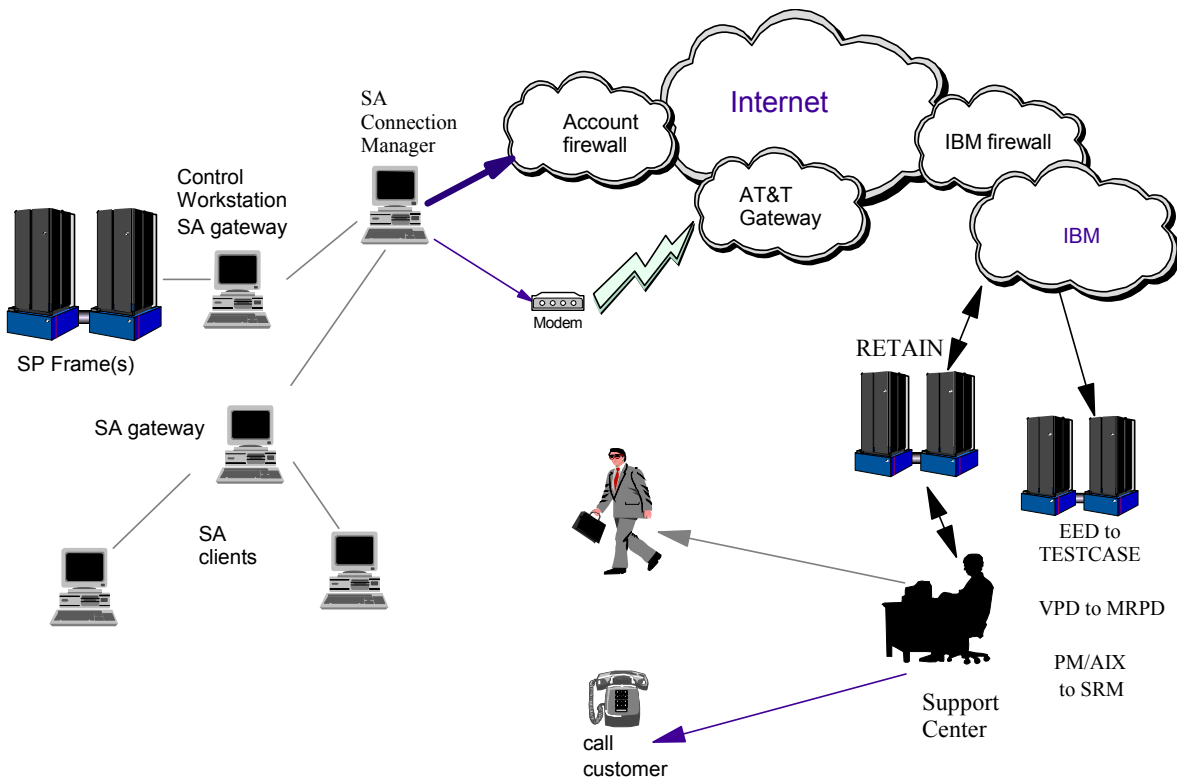 SA
Connection
Manager
Account
firewall
Internet
IBM firewall
AT&T
Gateway
IBM
Control
Workstation
SA gateway
Modem
SP Frame(s)
RETAIN
SA gateway
SA
clients
EED to
TESTCASE
VPD to MRPD
PM/AIX
to SRM
Support
Center
call
customer